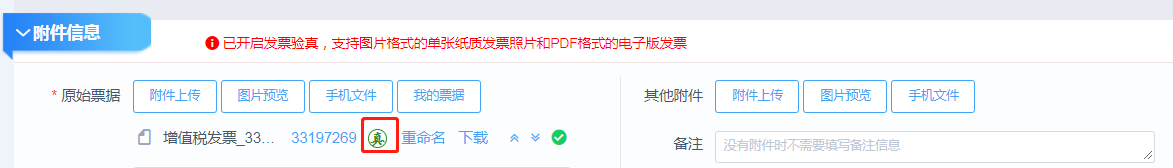 附件信息
已开启发票验真，支持图片格式的单张纸质发票照片和PDF格式的电子版发票
* 原始票据 附件上传 图片预览 手机文件 我的票据 其他附件 附件上传 图片预览 手机文件
增值税发票_33... 33197269 真 重命名 下载 备注 没有附件时不需要填写备注信息